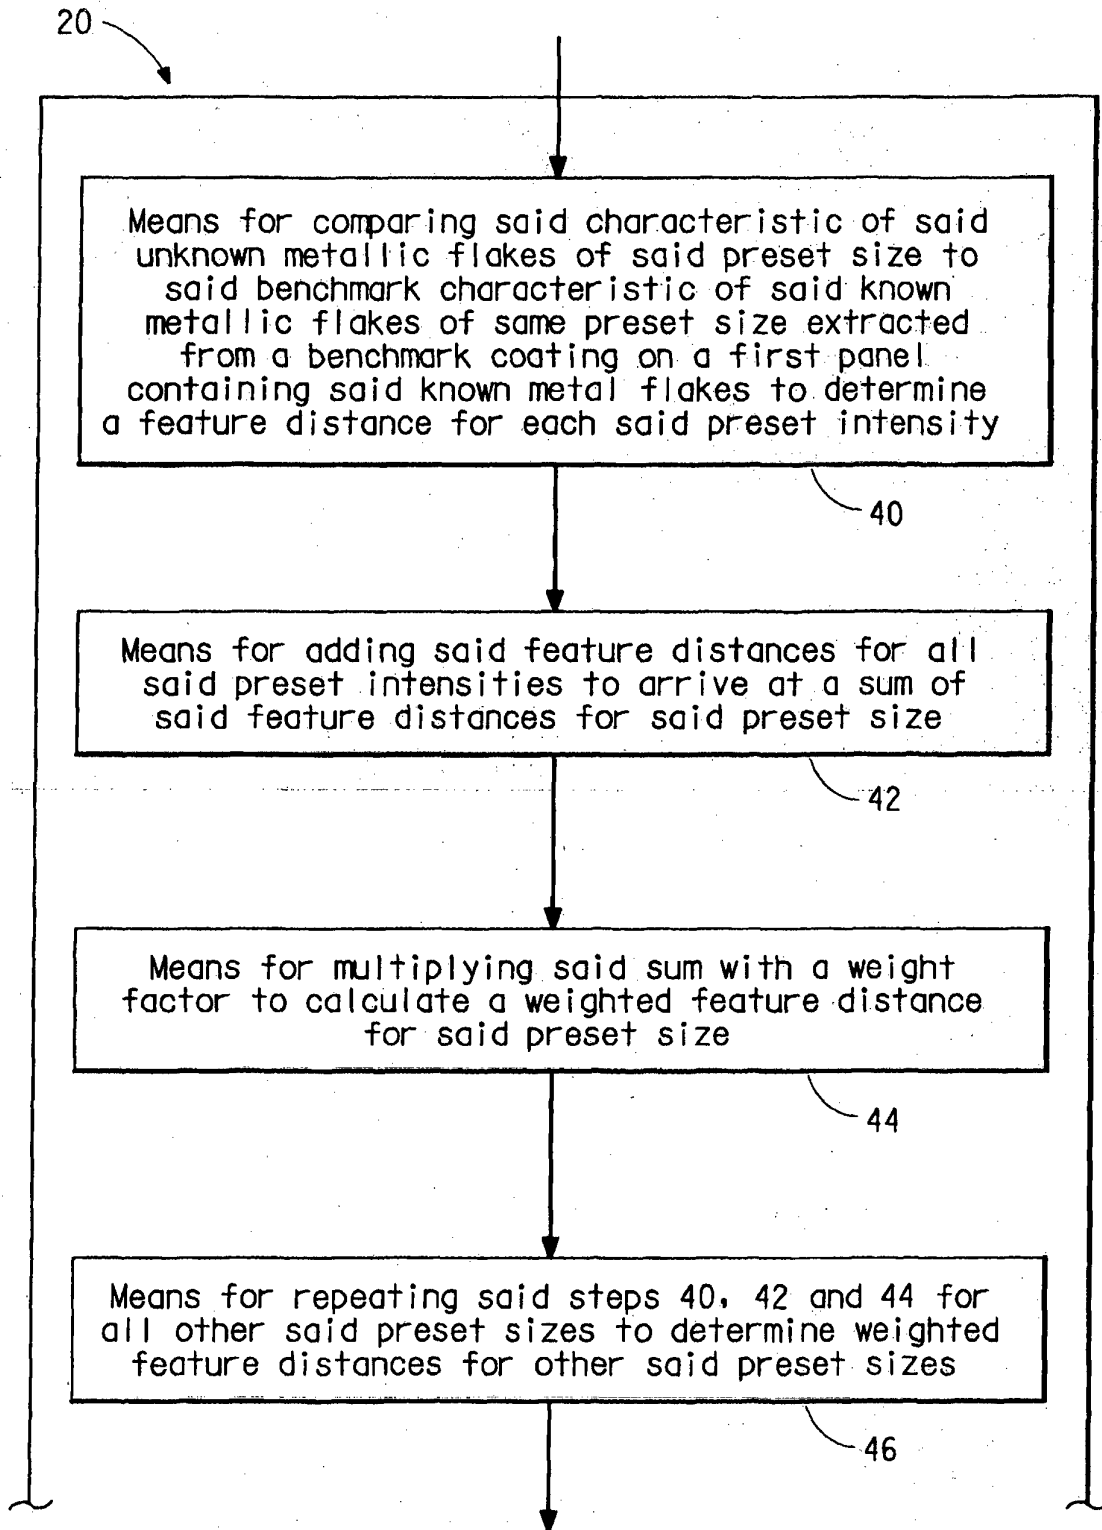 20
Means for comparing said characteristic of said
unknown metallic flakes of said preset size to
said benchmark characteristic of said known
metallic flakes of same preset size extracted
from a benchmark coating on a first panel
containing said known metal flakes to determine
a feature distance for each said preset intensity
40
Means for adding said feature distances for all
said preset intensities to arrive at a sum of
said feature distances for said preset size
42
Means for multiplying said sum with a weight
factor to calculate a weighted feature distance
for said preset size
44
Means for repeating said steps 40, 42 and 44 for
all other said preset sizes to determine weighted
feature distances for other said preset sizes
46